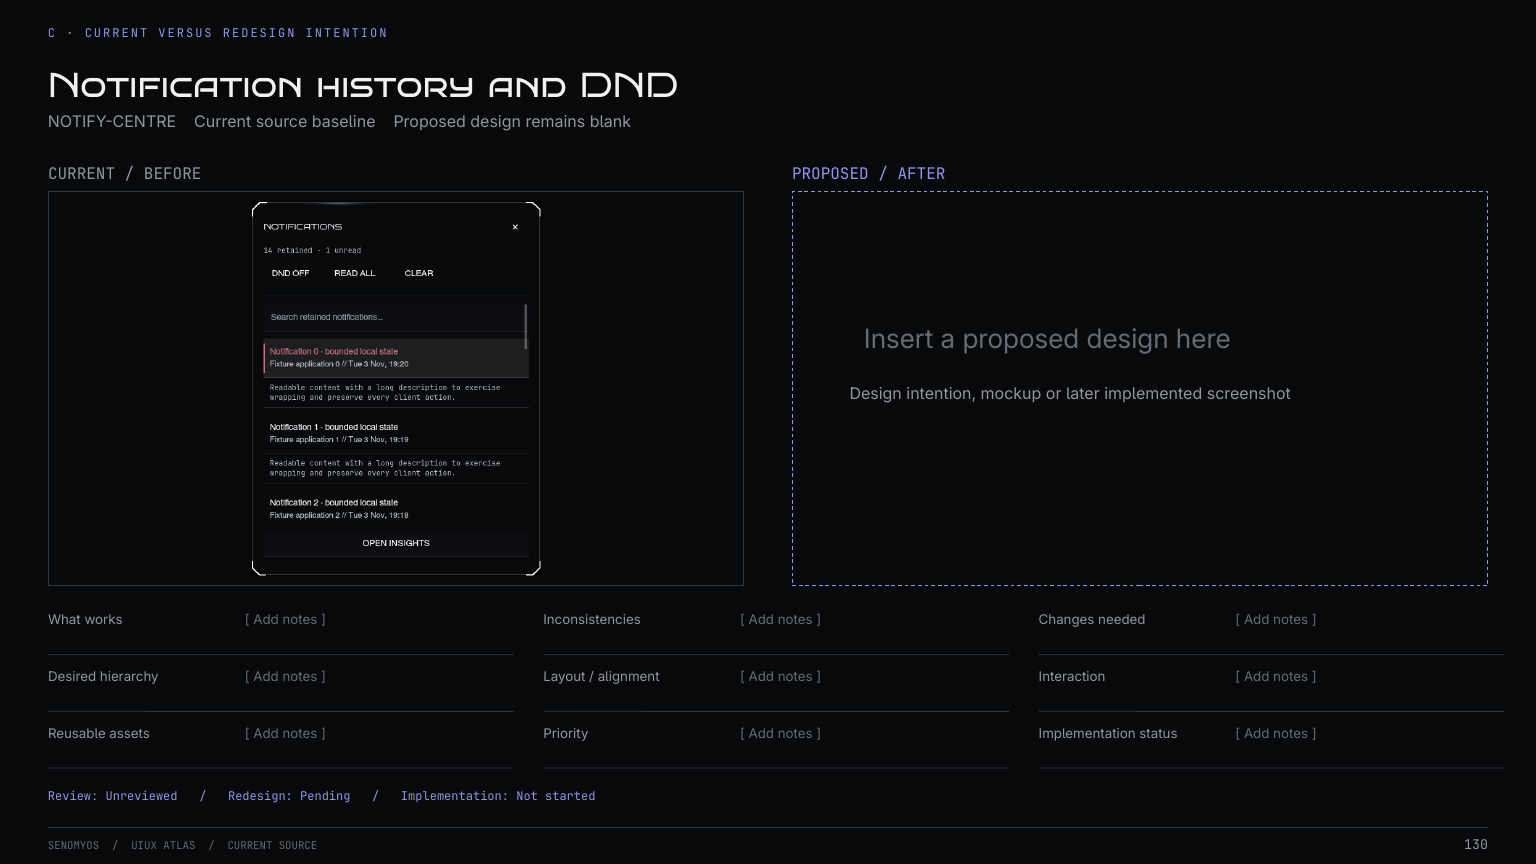 C · CURRENT VERSUS REDESIGN INTENTION
Notification history and DND
NOTIFY-CENTRE Current source baseline Proposed design remains blank
CURRENT / BEFORE
NOTIFICATIONS ×
14 retained · 1 unread
DND OFF READ ALL CLEAR
Search retained notifications...
Notification 0 · bounded local state
Fixture application 0 // Tue 3 Nov, 19:20
Readable content with a long description to exercise
wrapping and preserve every client action.
Notification 1 · bounded local state
Fixture application 1 // Tue 3 Nov, 19:19
Readable content with a long description to exercise
wrapping and preserve every client action.
Notification 2 · bounded local state
Fixture application 2 // Tue 3 Nov, 19:18
OPEN INSIGHTS
PROPOSED / AFTER
Insert a proposed design here
Design intention, mockup or later implemented screenshot
What works [ Add notes ] Inconsistencies [ Add notes ] Changes needed [ Add notes ]
Desired hierarchy [ Add notes ] Layout / alignment [ Add notes ] Interaction [ Add notes ]
Reusable assets [ Add notes ] Priority [ Add notes ] Implementation status [ Add notes ]
Review: Unreviewed / Redesign: Pending / Implementation: Not started
SENOMYOS / UIUX ATLAS / CURRENT SOURCE 130